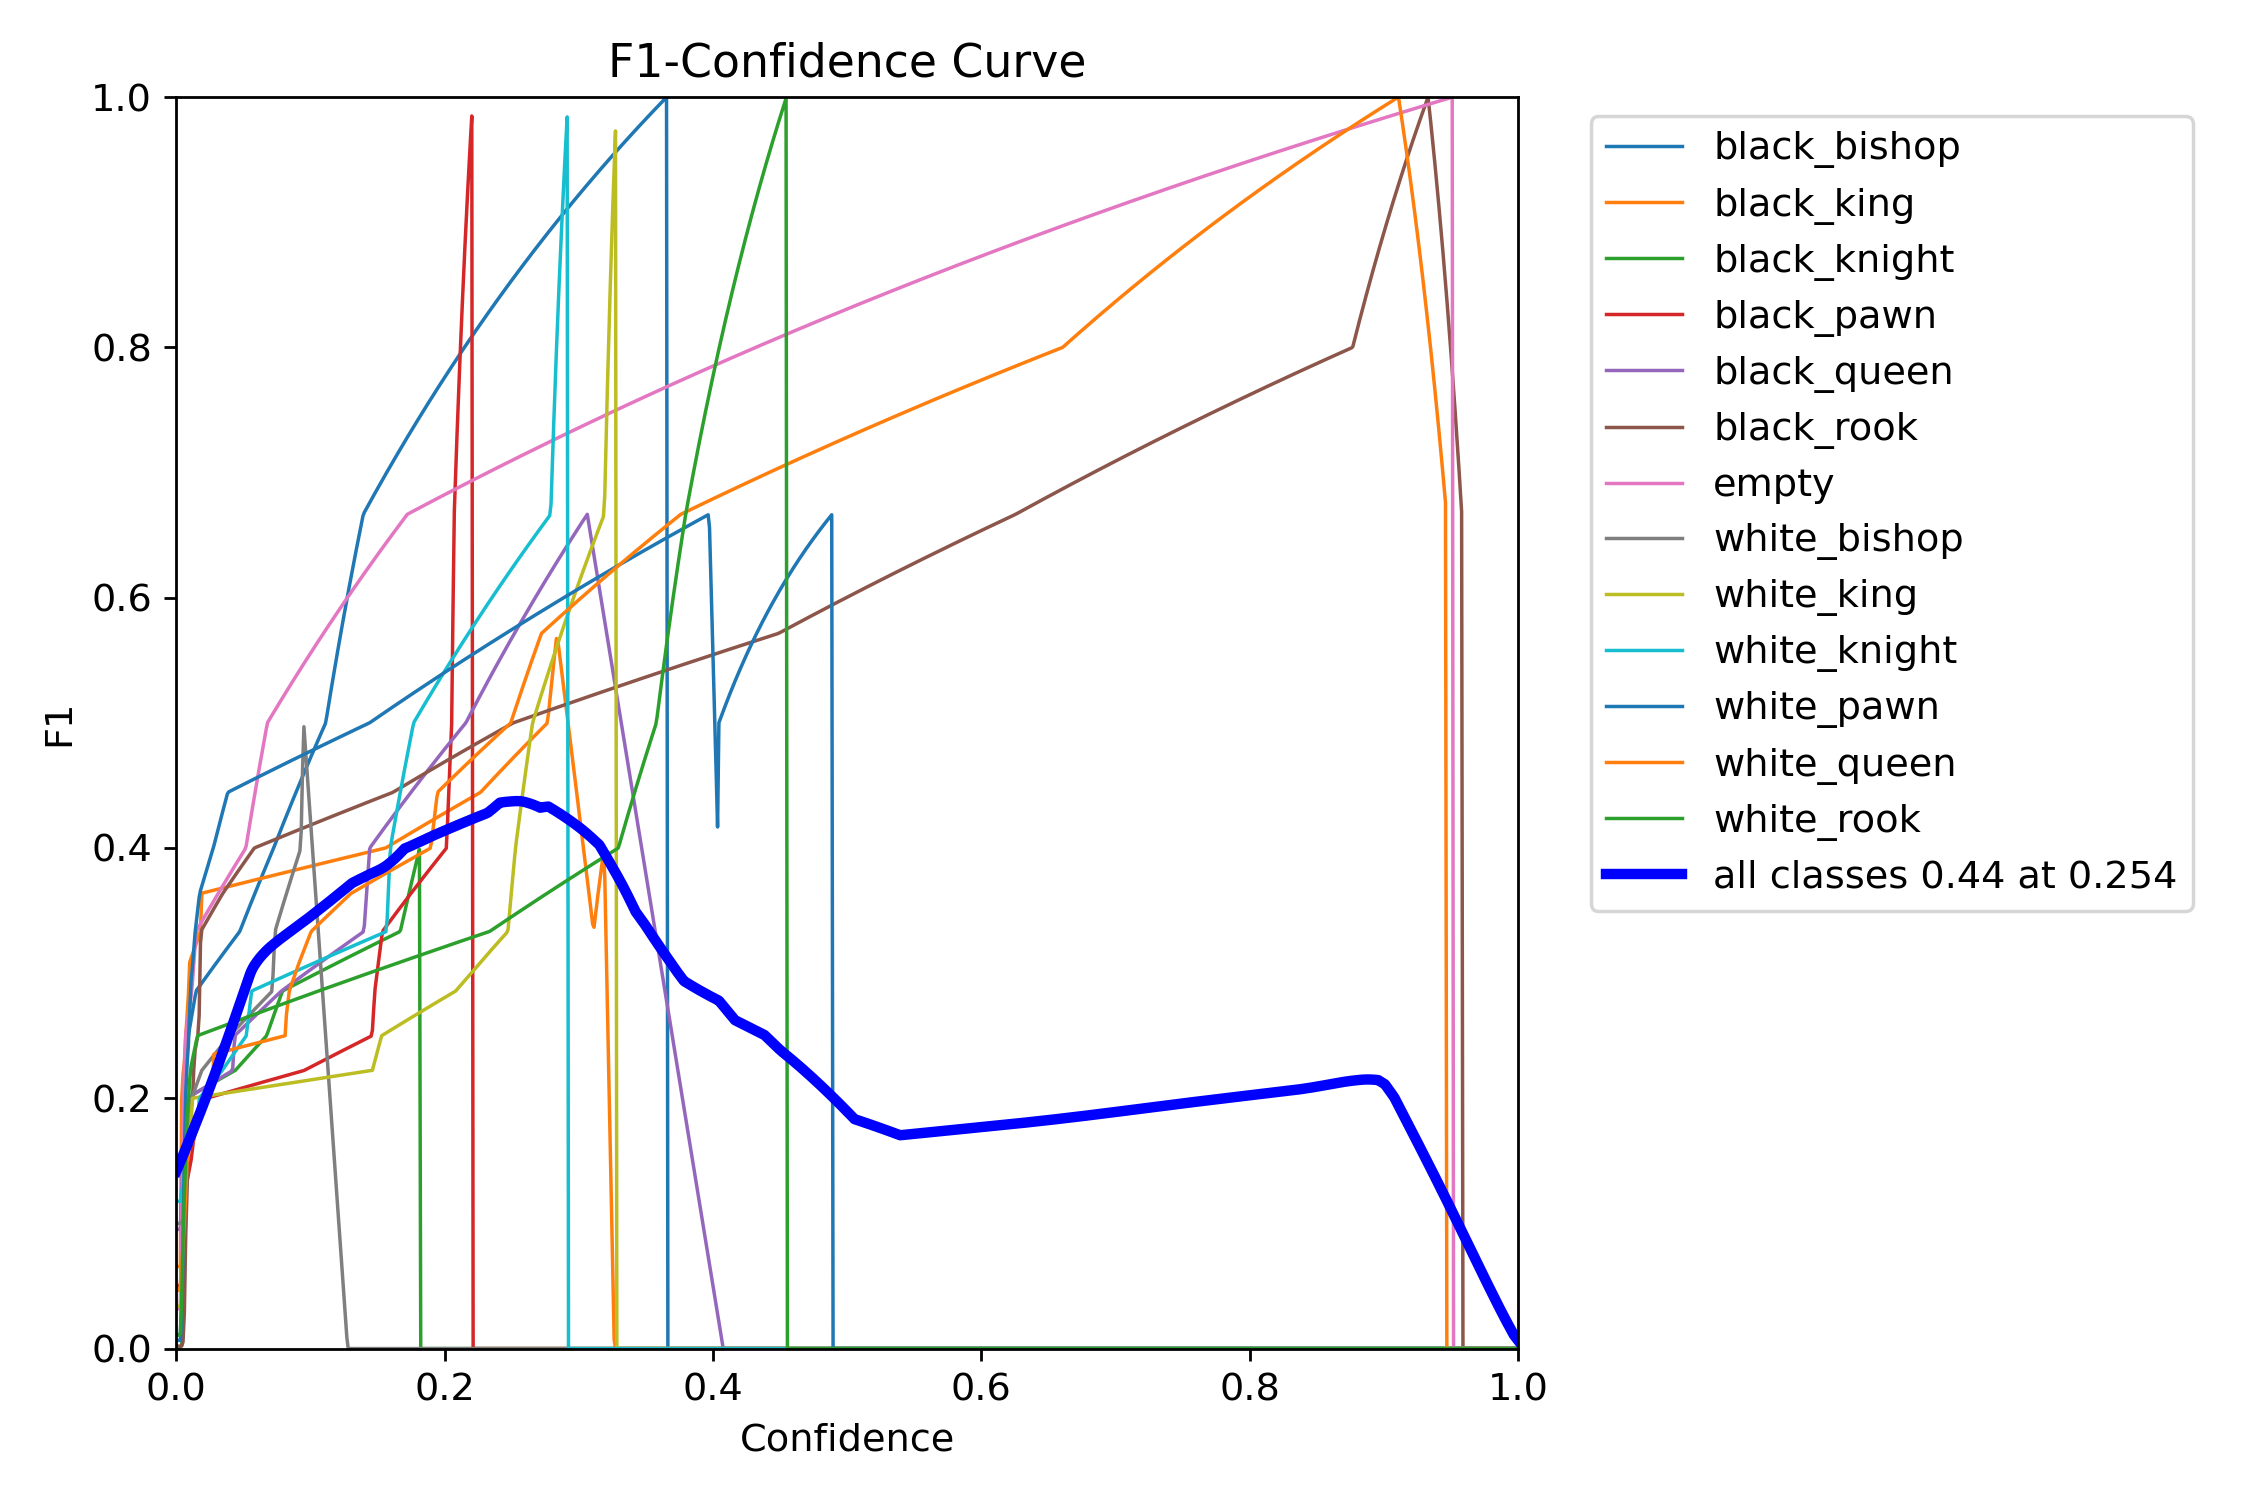 F1-Confidence Curve
1.0
0.8
0.6
0.4
0.2
0.0
F1
0.0 0.2 0.4 0.6 0.8 1.0
Confidence
black_bishop
black_king
black_knight
black_pawn
black_queen
black_rook
empty
white_bishop
white_king
white_knight
white_pawn
white_queen
white_rook
all classes 0.44 at 0.254